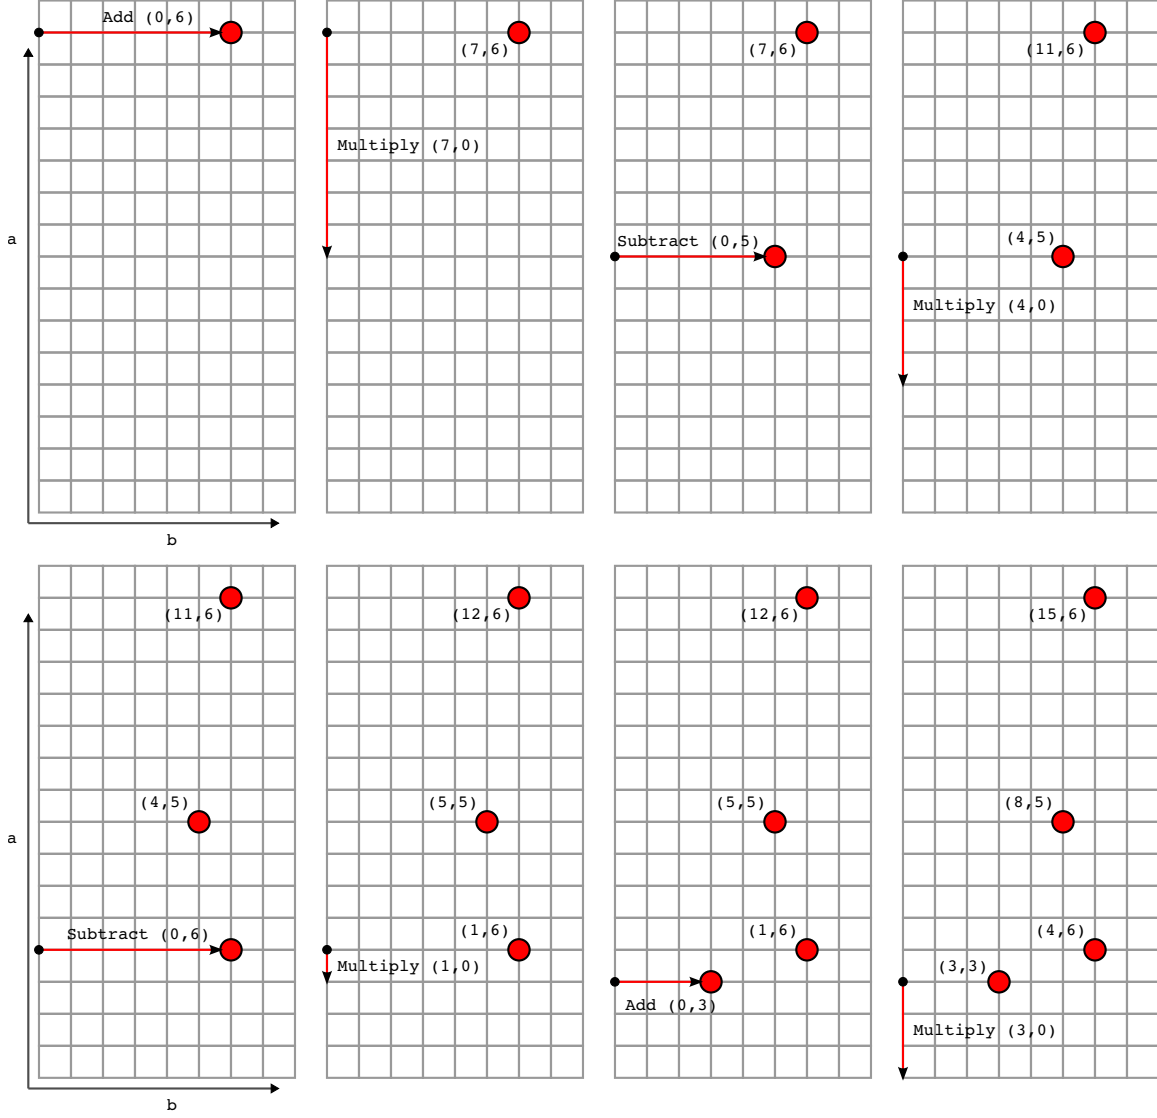 Add (0,6)
(7,6)
(7,6)
(11,6)
Multiply (7,0)
a
Subtract (0,5)
(4,5)
Multiply (4,0)
b
(11,6)
(12,6)
(12,6)
(15,6)
(4,5)
(5,5)
(5,5)
(8,5)
a
Subtract (0,6)
(1,6)
(1,6)
(4,6)
Multiply (1,0)
(3,3)
Add (0,3)
Multiply (3,0)
b